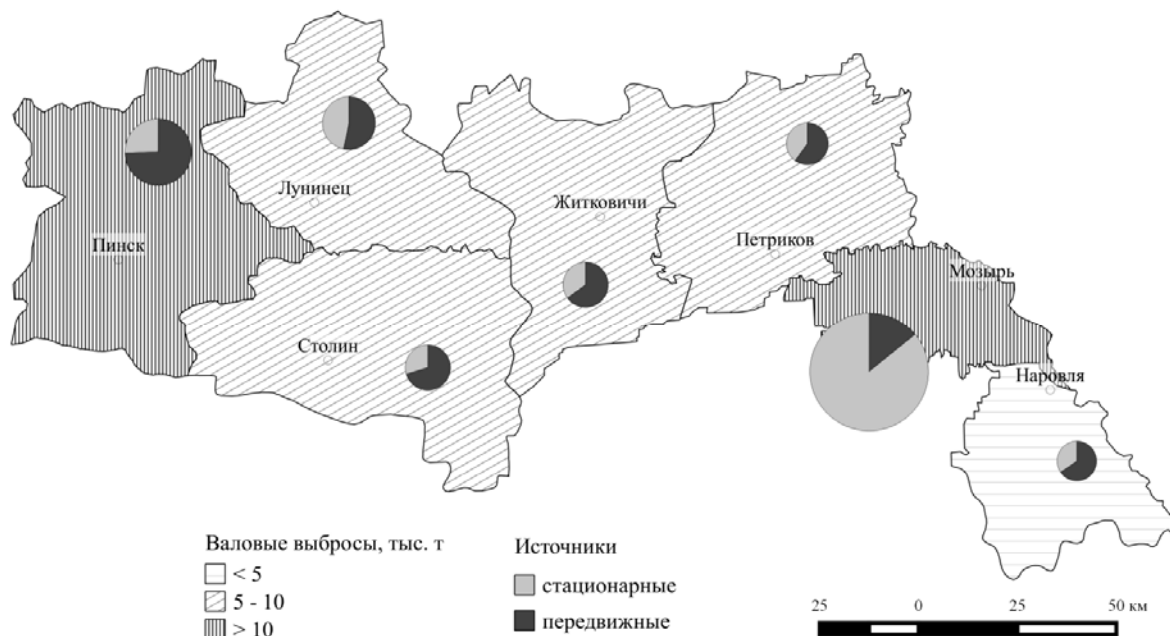 Лунинец
Житковичи
Пинск
Петриков
Мозырь
Столин
Наровля
Валовые выбросы, тыс. т
< 5
5 - 10
> 10
Источники
стационарные
передвижные
25 0 25 50 км